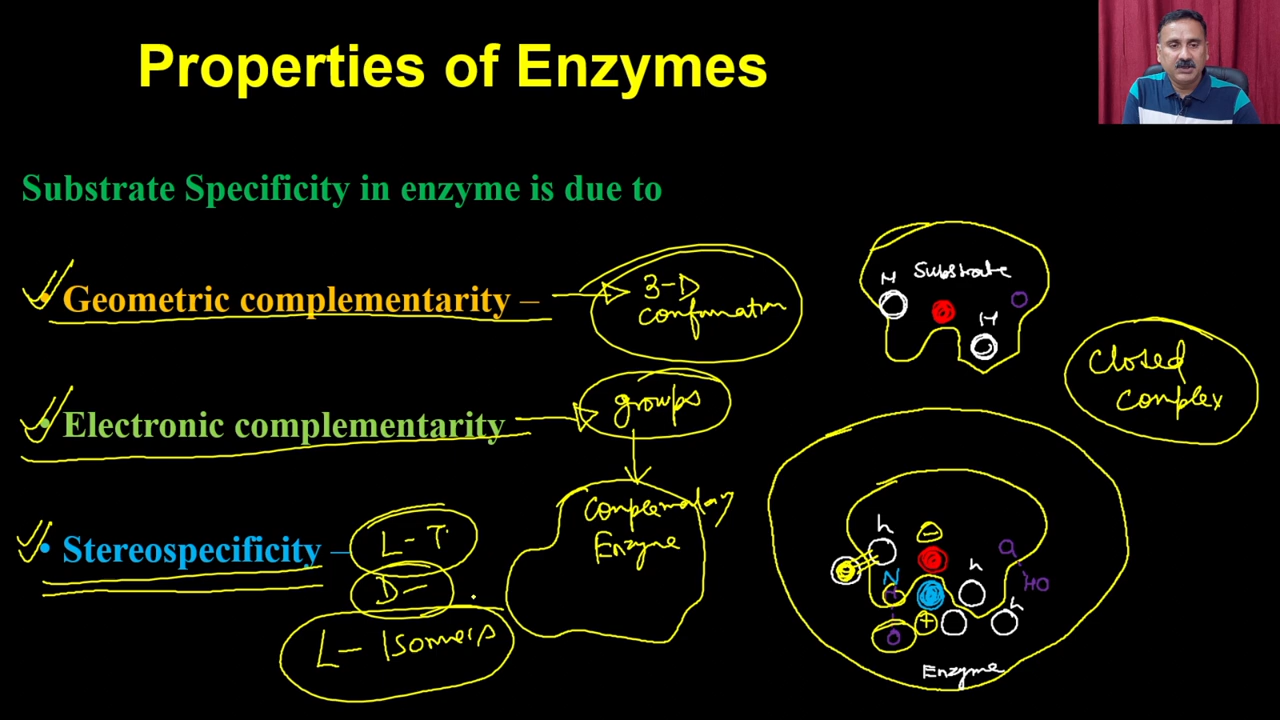 Properties of Enzymes
Substrate Specificity in enzyme is due to
• Geometric complementarity –
3-D
confirmation
• Electronic complementarity
groups
Complementary
Enzyme
• Stereospecificity –
L-T
D-
L- Isomers
Substrate
H
H
Closed
complex
h
h
h
N
HO
+
Enzyme